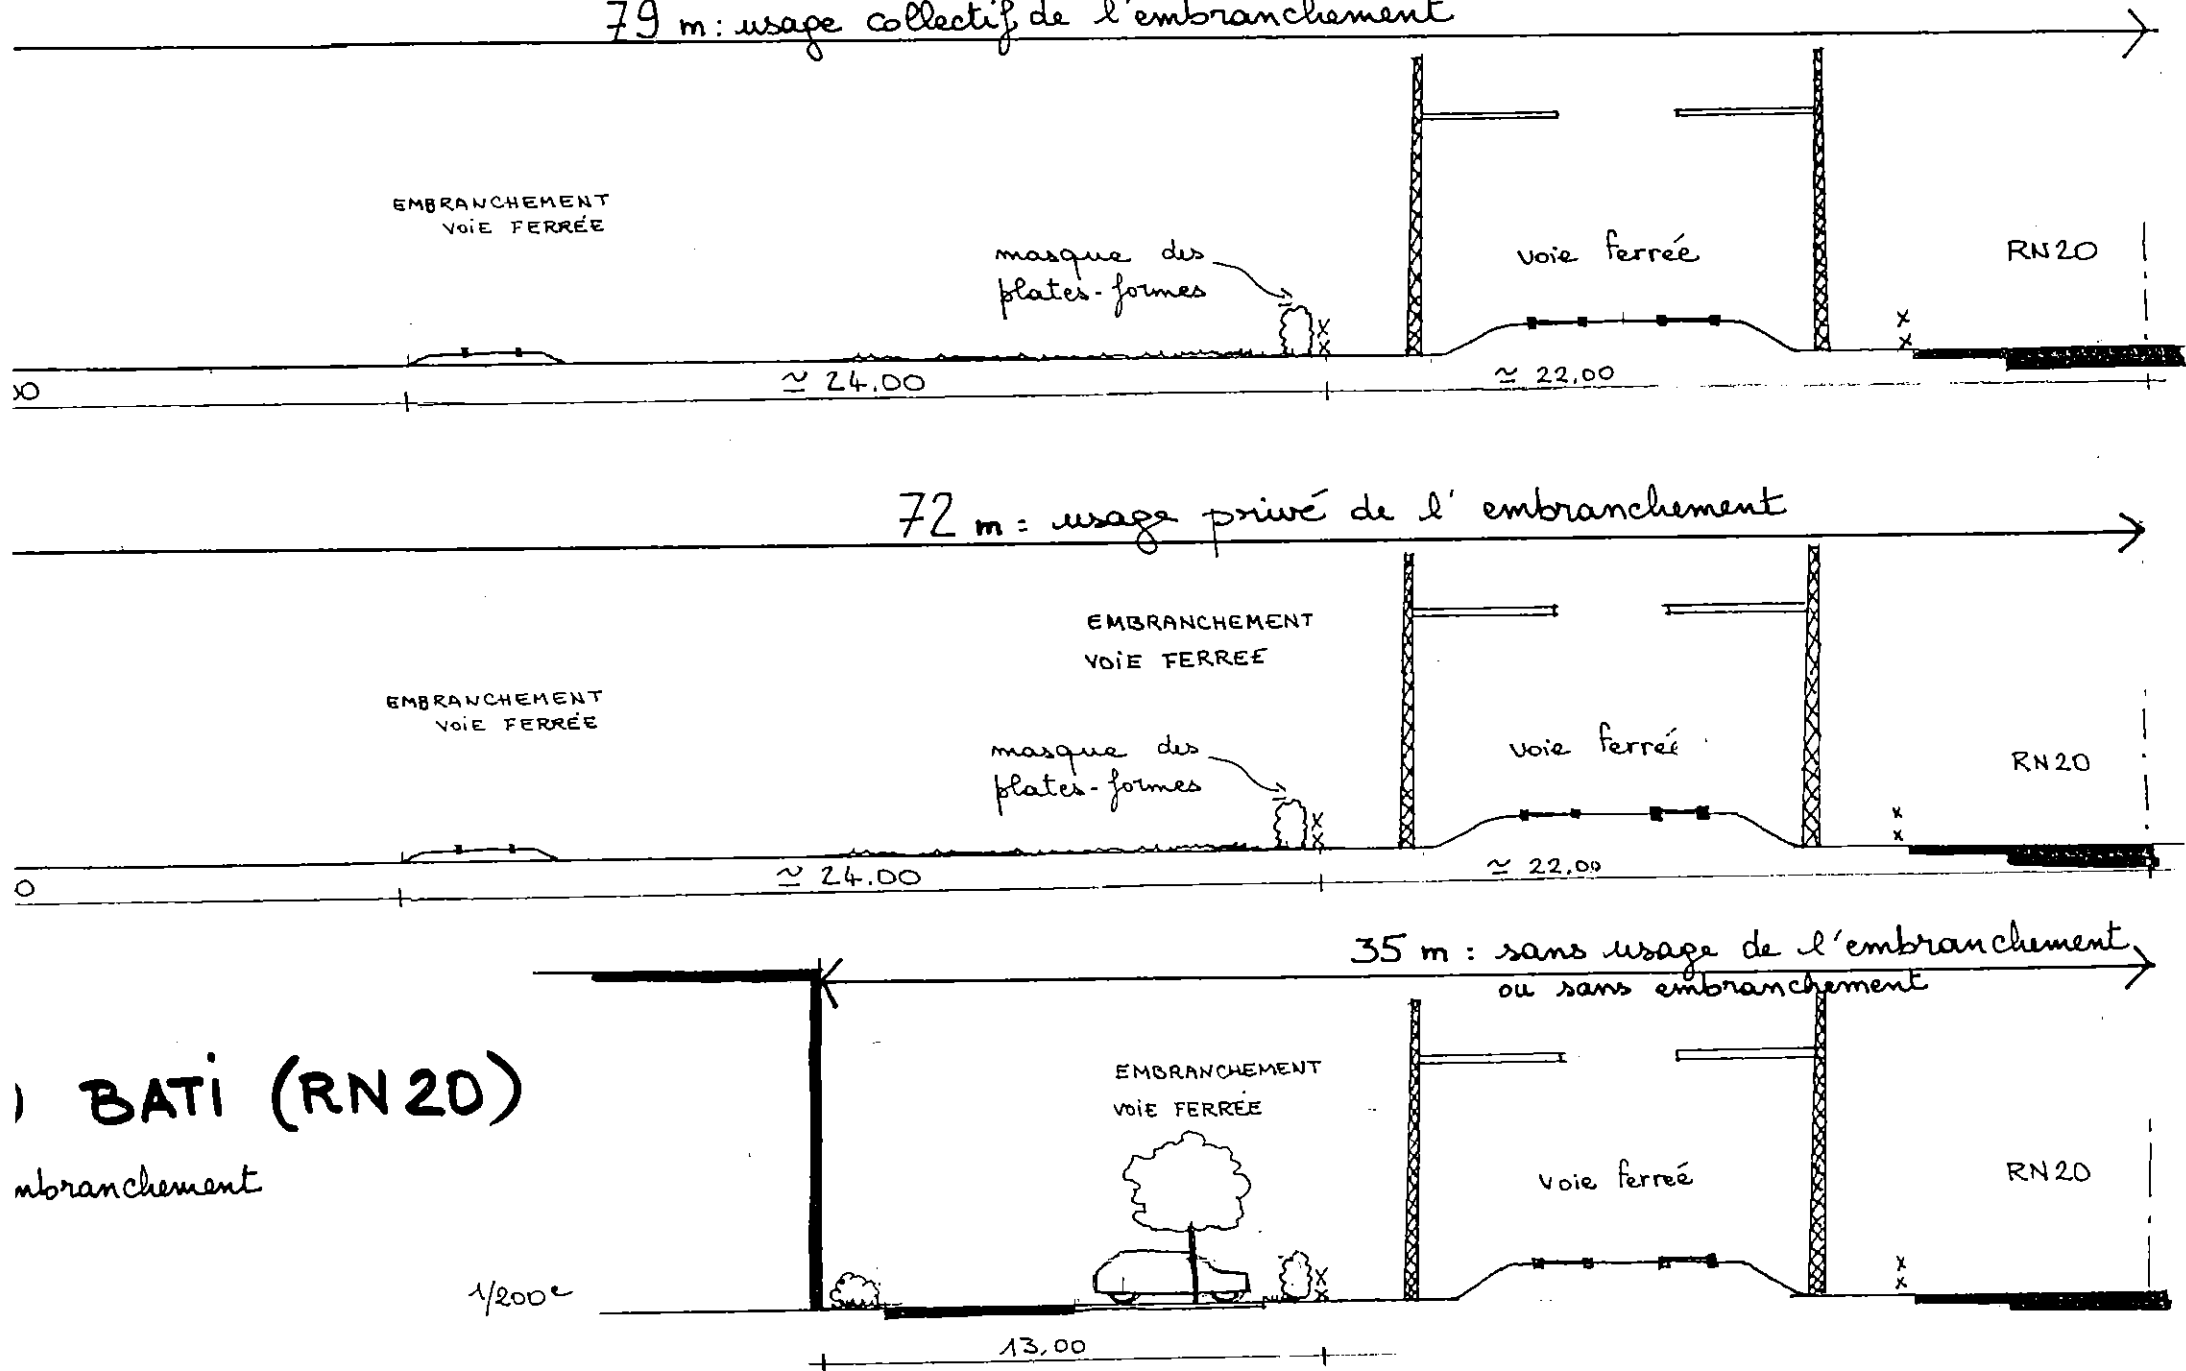 79 m : usage collectif de l'embranchement
EMBRANCHEMENT
VOIE FERRÉE
masque des
plates-formes
voie ferrée
RN20
≃ 24.00
≃ 22,00
72 m : usage privé de l'embranchement
EMBRANCHEMENT
VOIE FERREE
EMBRANCHEMENT
VOIE FERRÉE
masque des
plates-formes
voie ferrée
RN20
0
≃ 24.00
≃ 22,00
35 m : sans usage de l'embranchement
ou sans embranchement
) BATI (RN20)
mbranchement
EMBRANCHEMENT
VOIE FERRÉE
voie ferrée
RN20
1/200e
13,00